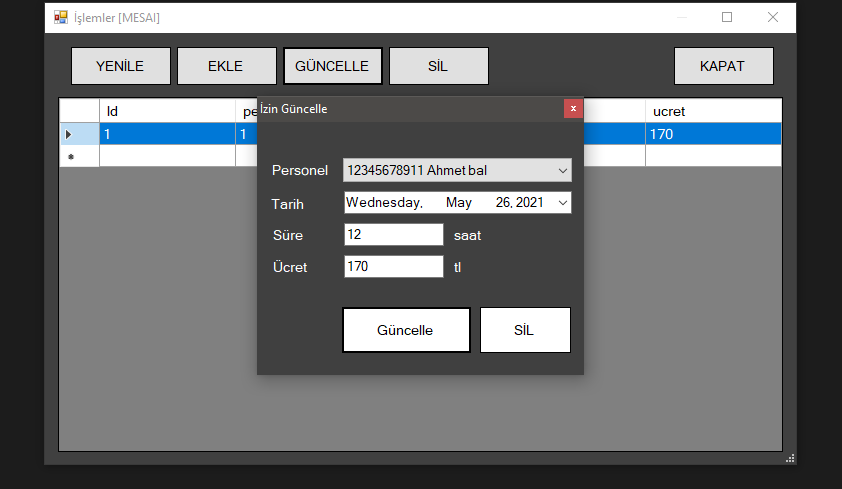 İşlemler [MESAI]
YENİLE EKLE GÜNCELLE SİL KAPAT
Id pe ucret
1 1 170
İzin Güncelle x
Personel 12345678911 Ahmet bal
Tarih Wednesday, May 26, 2021
Süre 12 saat
Ücret 170 tl
Güncelle SİL